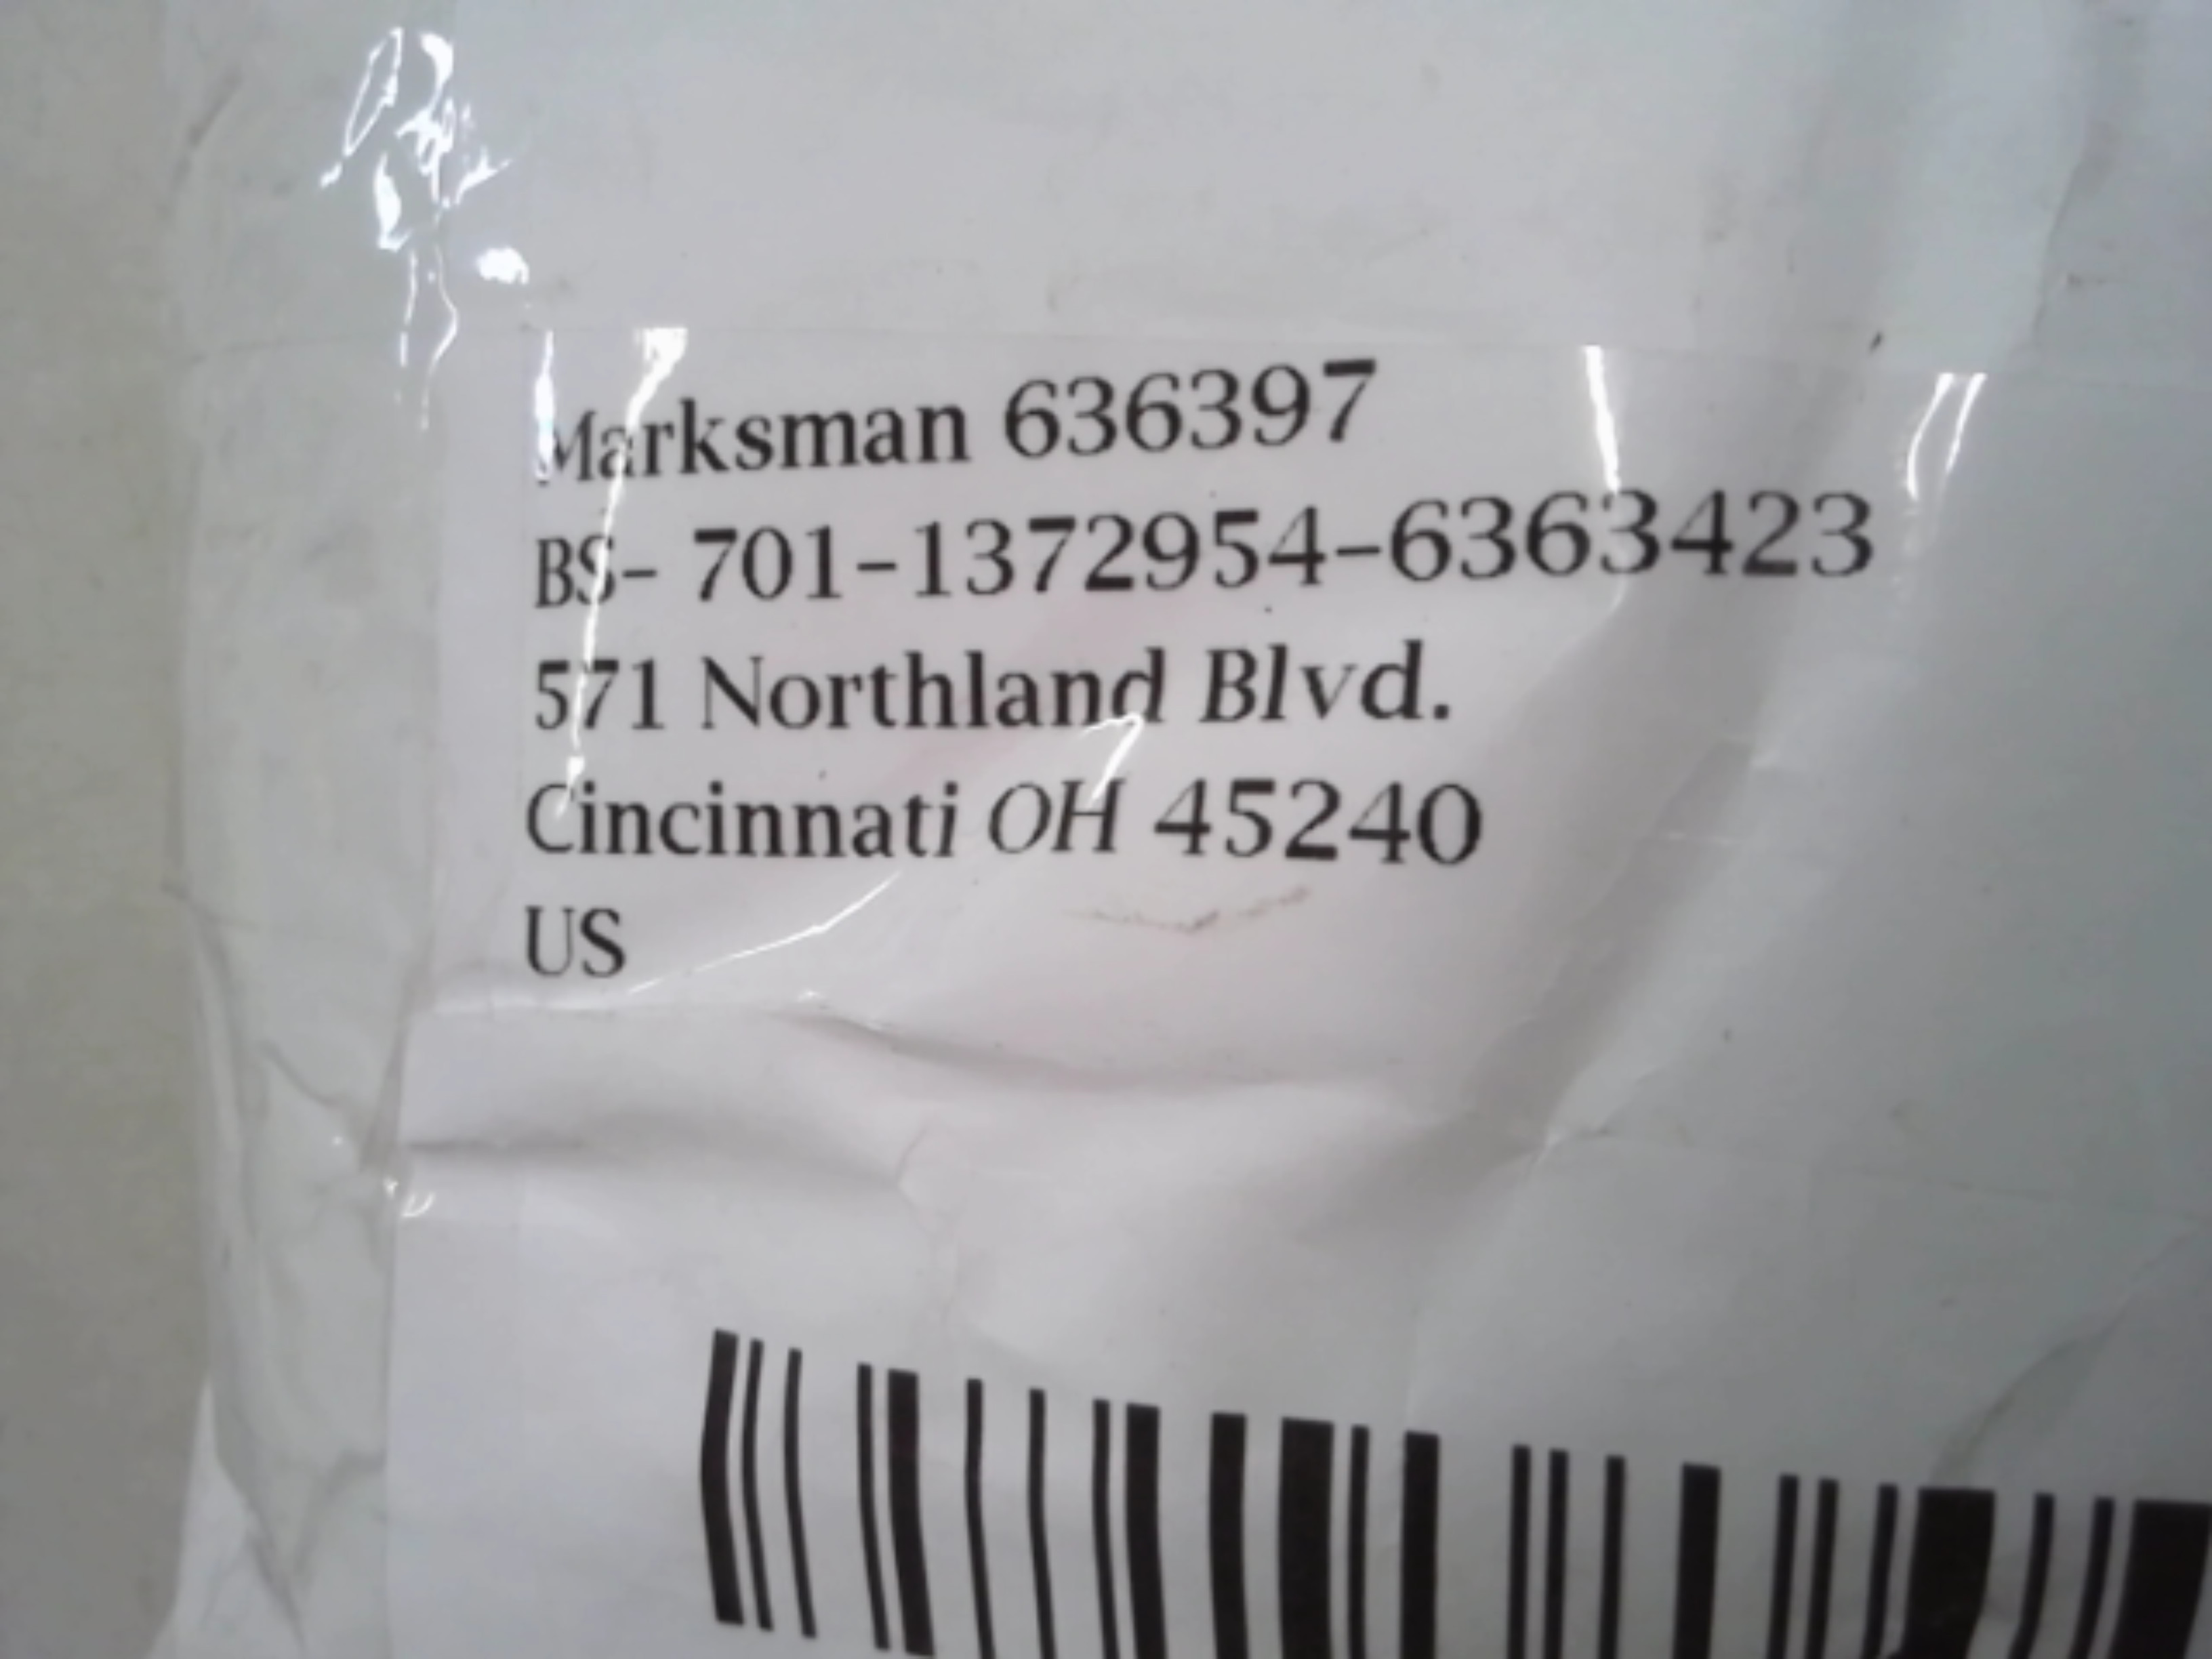 Marksman 636397
BS- 701-1372954-6363423
571 Northland Blvd.
Cincinnati OH 45240
US